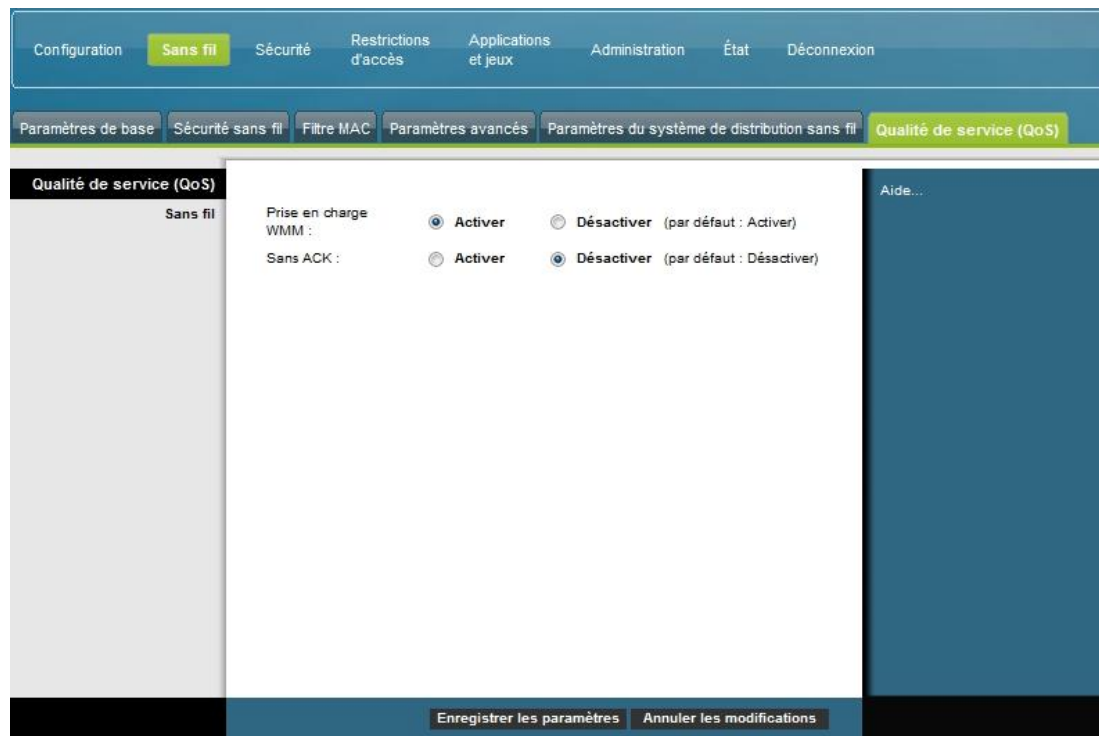 Configuration
Sans fil
Sécurité
Restrictions d'accès
Applications et jeux
Administration
État
Déconnexion
Paramètres de base
Sécurité sans fil
Filtre MAC
Paramètres avancés
Paramètres du système de distribution sans fil
Qualité de service (QoS)
Qualité de service (QoS)
Sans fil
Prise en charge WMM :
Activer
Désactiver (par défaut : Activer)
Sans ACK :
Activer
Désactiver (par défaut : Désactiver)
Aide...
Enregistrer les paramètres
Annuler les modifications